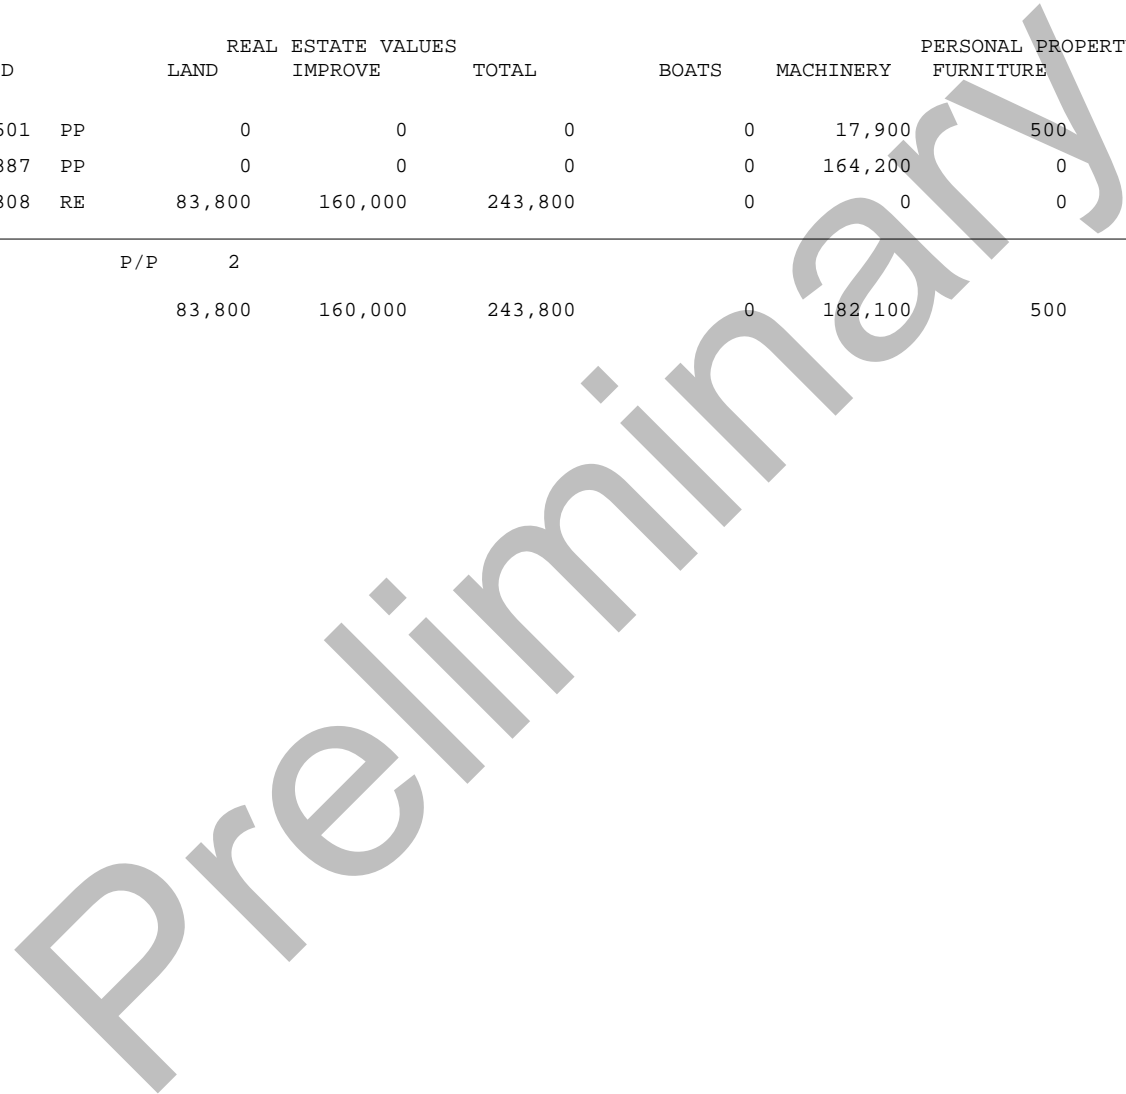 REAL ESTATE VALUES PERSONAL PROPERT
D LAND IMPROVE TOTAL BOATS MACHINERY FURNITURE
501 PP 0 0 0 0 17,900 500
387 PP 0 0 0 0 164,200 0
308 RE 83,800 160,000 243,800 0 0 0
P/P 2
83,800 160,000 243,800 0 182,100 500
Preliminary